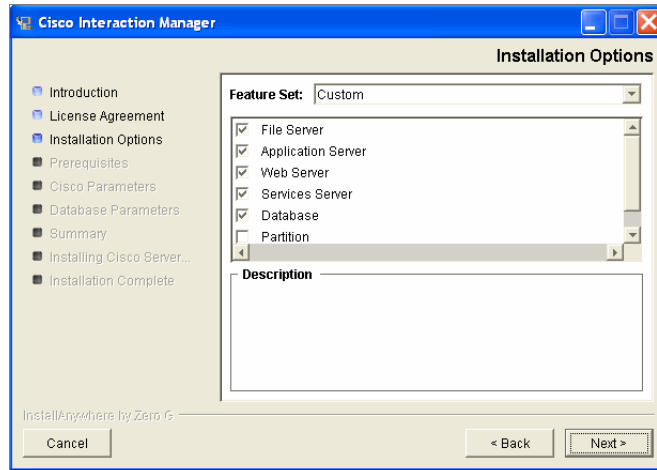 Cisco Interaction Manager
Installation Options
Introduction
License Agreement
Installation Options
Prerequisites
Cisco Parameters
Database Parameters
Summary
Installing Cisco Server...
Installation Complete
Feature Set: Custom
File Server
Application Server
Web Server
Services Server
Database
Partition
Description
InstallAnywhere by Zero G
Cancel
< Back
Next >